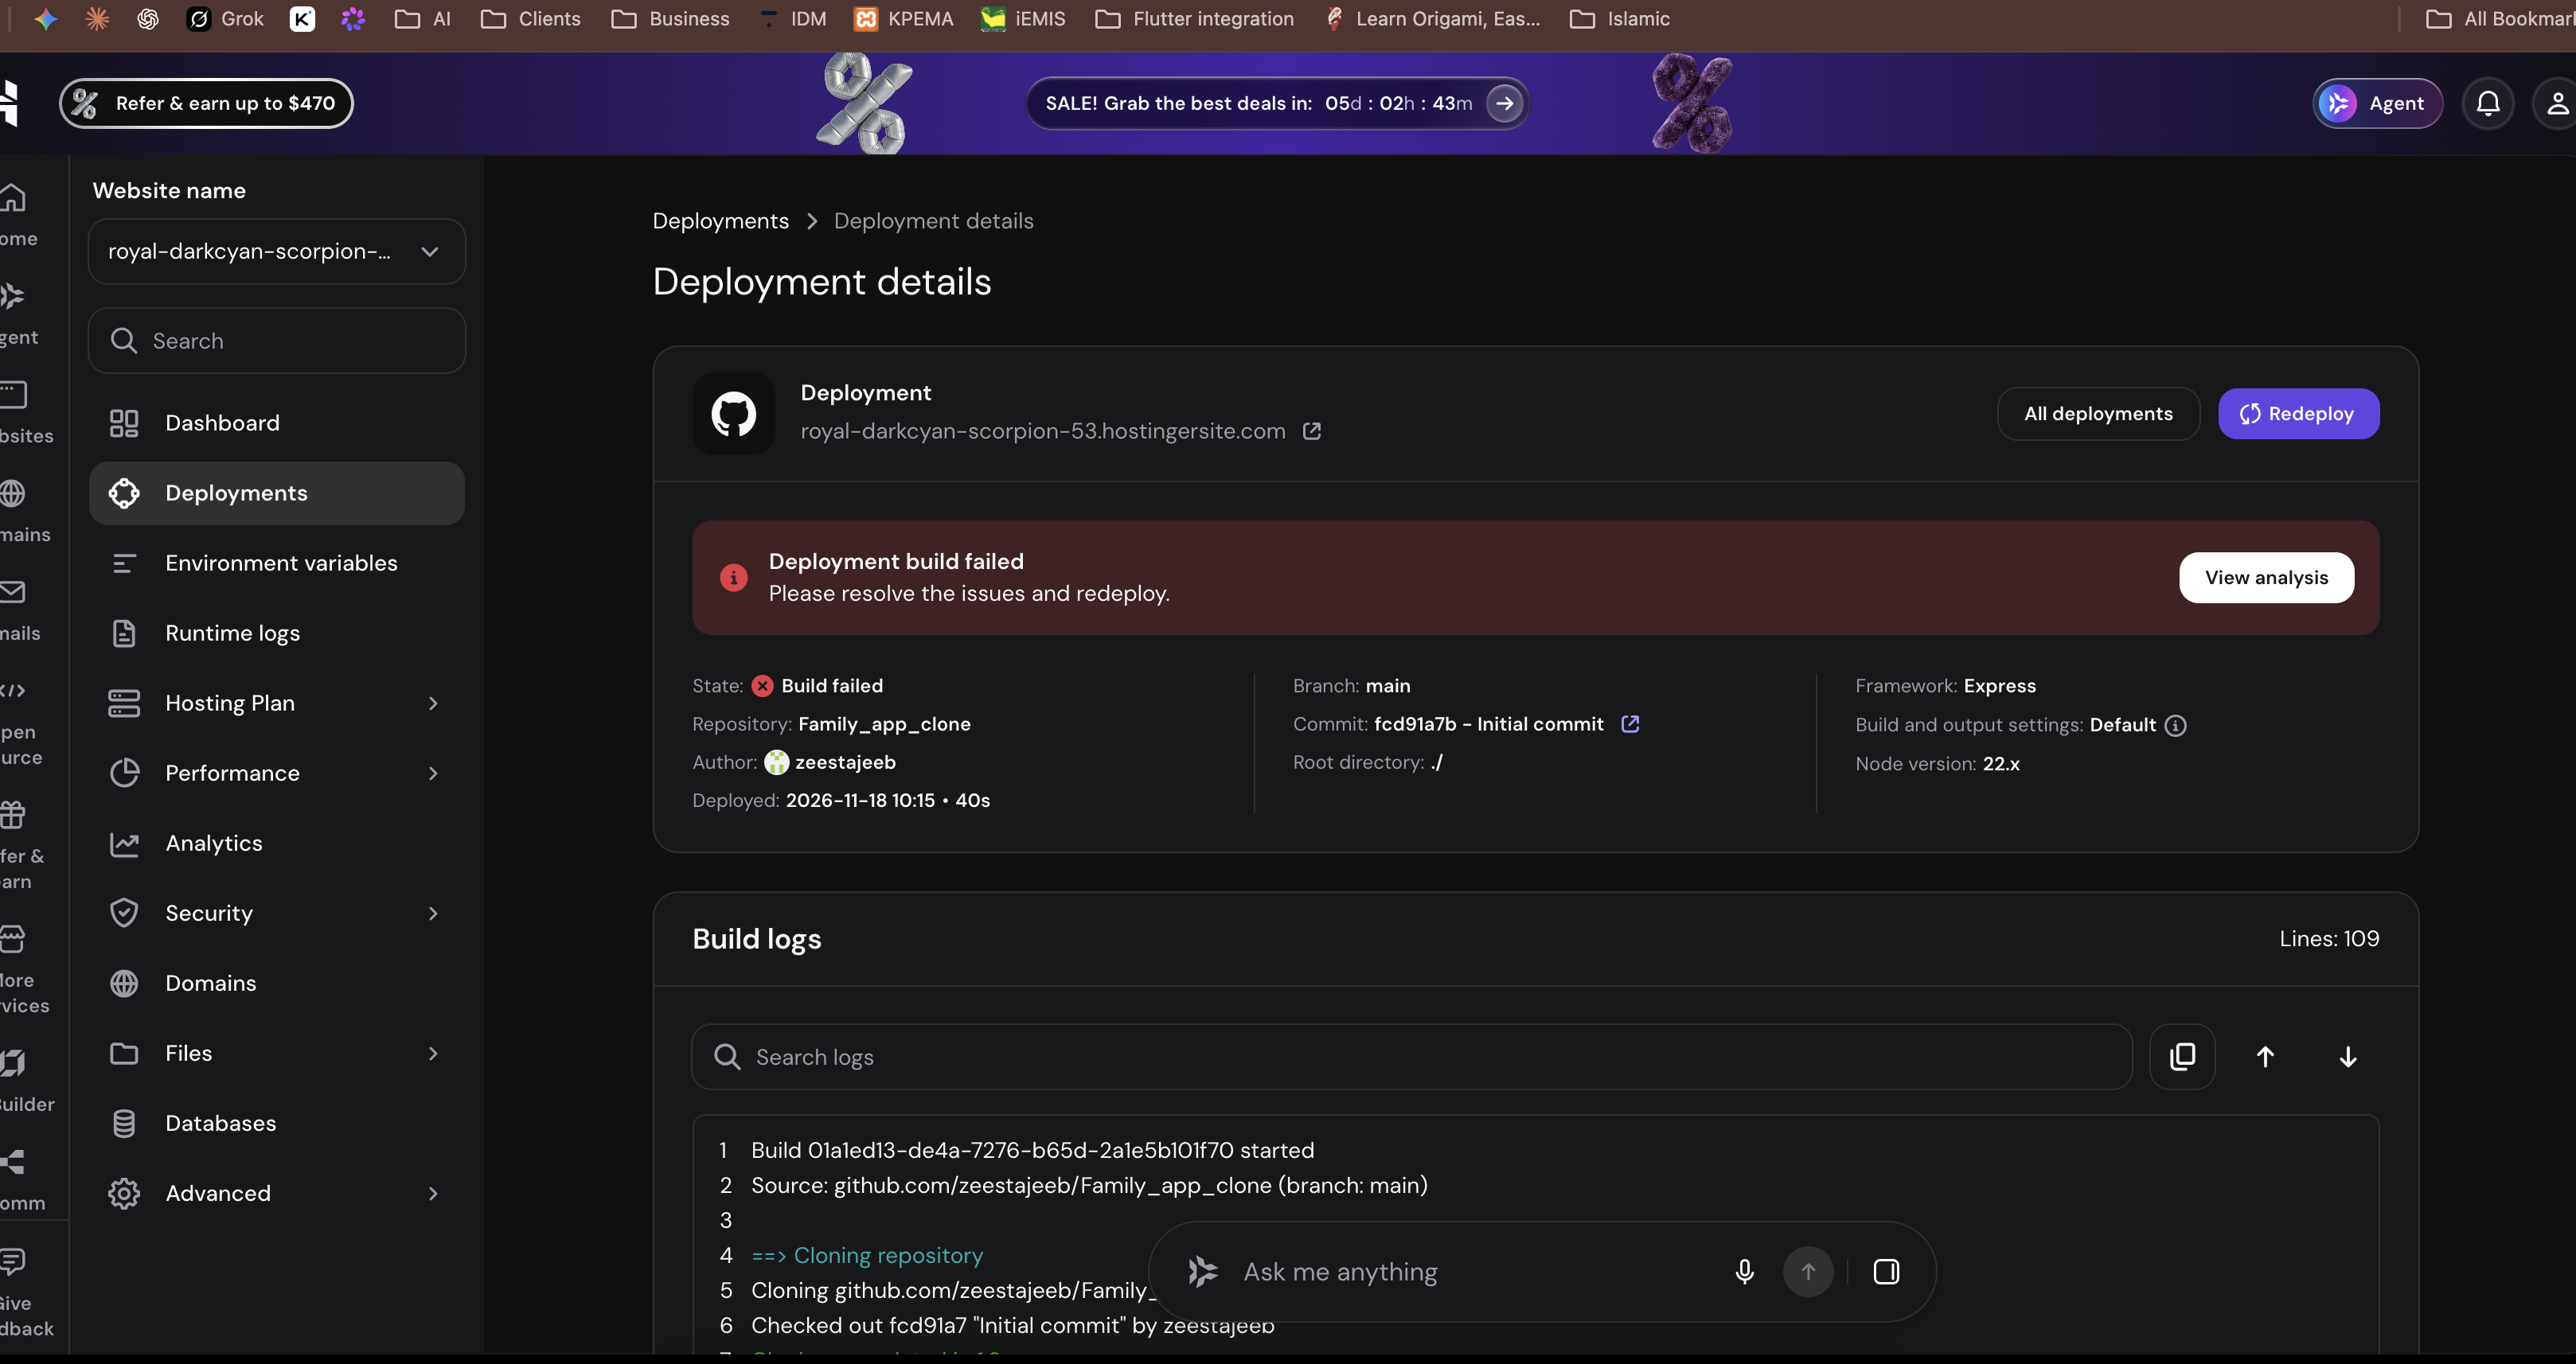 Grok
AI
Clients
Business
IDM
KPEMA
iEMIS
Flutter integration
Learn Origami, Eas...
Islamic
All Bookmar
Refer & earn up to $470
SALE! Grab the best deals in: 05d : 02h : 43m
Agent
ome
gent
bsites
mains
mails
pen
urce
fer &
arn
lore
vices
uilder
omm
Give
dback
Website name
royal-darkcyan-scorpion-...
Search
Dashboard
Deployments
Environment variables
Runtime logs
Hosting Plan
Performance
Analytics
Security
Domains
Files
Databases
Advanced
Deployments > Deployment details
Deployment details
Deployment
royal-darkcyan-scorpion-53.hostingersite.com
All deployments
Redeploy
Deployment build failed
Please resolve the issues and redeploy.
View analysis
State: Build failed
Repository: Family_app_clone
Author: zeestajeeb
Deployed: 2026-11-18 10:15 • 40s
Branch: main
Commit: fcd91a7b - Initial commit
Root directory: ./
Framework: Express
Build and output settings: Default
Node version: 22.x
Build logs
Lines: 109
Search logs
1 Build 01a1ed13-de4a-7276-b65d-2a1e5b101f70 started
2 Source: github.com/zeestajeeb/Family_app_clone (branch: main)
3
4 ==> Cloning repository
5 Cloning github.com/zeestajeeb/Family_
6 Checked out fcd91a7 "Initial commit" by zeestajeeb
Ask me anything